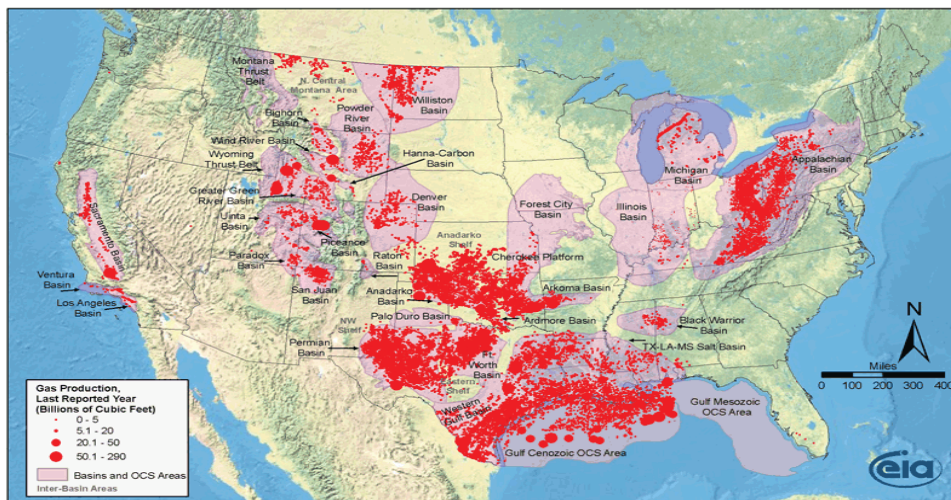 Montana
Thrust Belt
N. Central
Montana Area
Bighorn
Basin
Powder
River
Basin
Williston
Basin
Wind River Basin
Wyoming
Thrust Belt
Hanna-Carbon
Basin
Greater Green
River Basin
Denver
Basin
Forest City
Basin
Illinois
Basin
Michigan
Basin
Appalachian
Basin
Uinta
Basin
Piceance
Basin
Sacramento Basin
Paradox
Basin
Raton
Basin
Anadarko
Shelf
Cherokee Platform
Ventura
Basin
San Juan
Basin
Anadarko
Basin
Arkoma Basin
Los Angeles
Basin
Palo Duro Basin
Ardmore Basin
Black Warrior
Basin
NW
Shelf
Permian
Basin
Ft.
Worth
Basin
TX-LA-MS Salt Basin
Eastern
Shelf
Western
Gulf Basin
Gulf Mesozoic
OCS Area
Gulf Cenozoic OCS Area
N
Miles
0 100 200 300 400
Gas Production,
Last Reported Year
(Billions of Cubic Feet)
0 - 5
5.1 - 20
20.1 - 50
50.1 - 290
Basins and OCS Areas
Inter-Basin Areas
eia